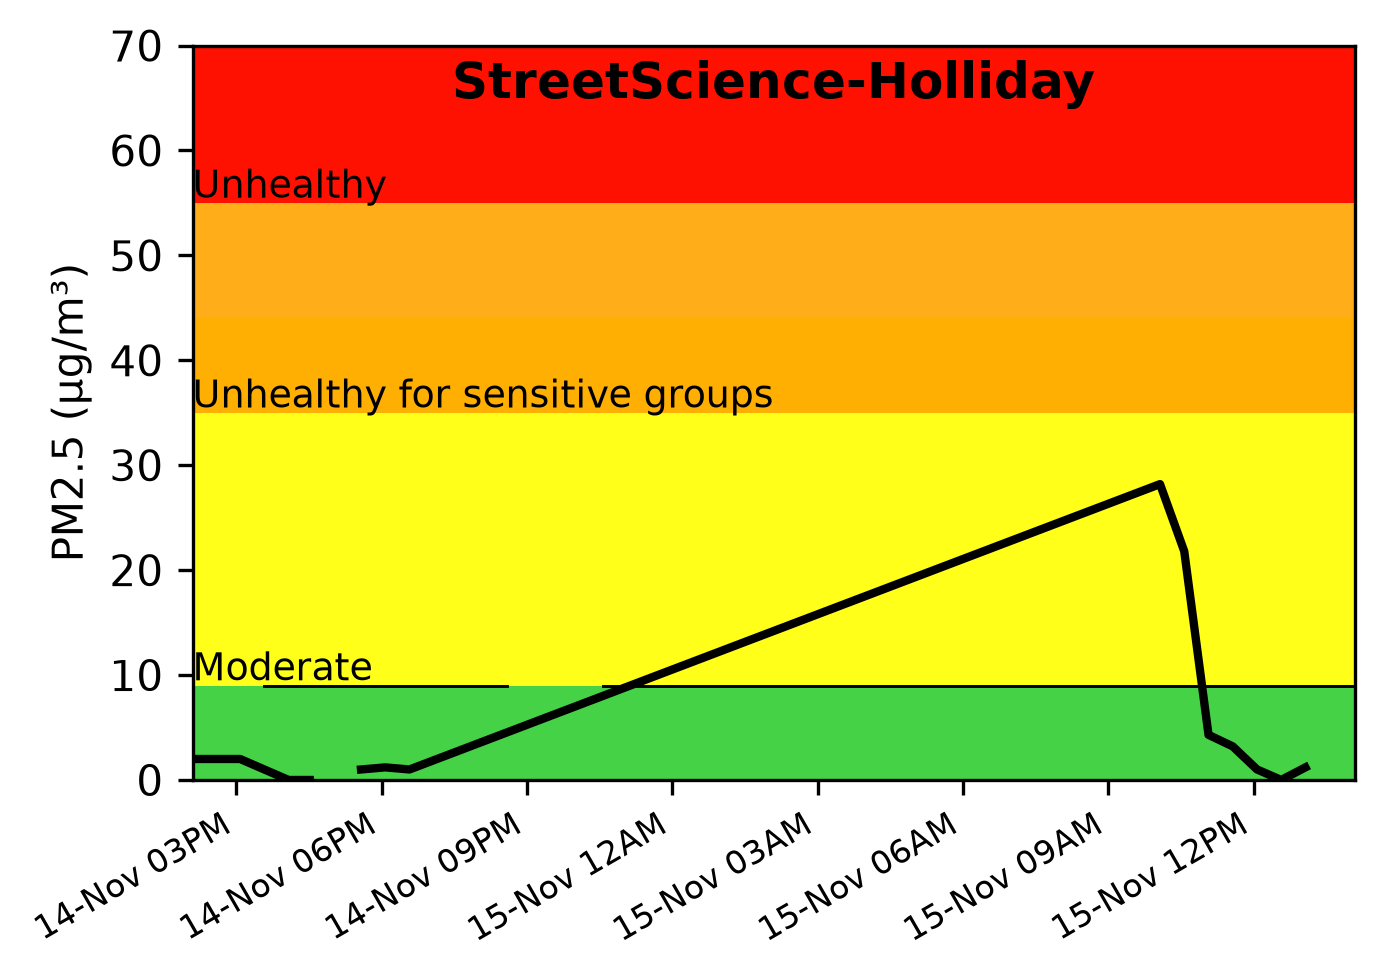 StreetScience-Holliday
70
60
50
40
30
20
10
0
PM2.5 (µg/m³)
Unhealthy
Unhealthy for sensitive groups
Moderate
14-Nov 03PM
14-Nov 06PM
14-Nov 09PM
15-Nov 12AM
15-Nov 03AM
15-Nov 06AM
15-Nov 09AM
15-Nov 12PM